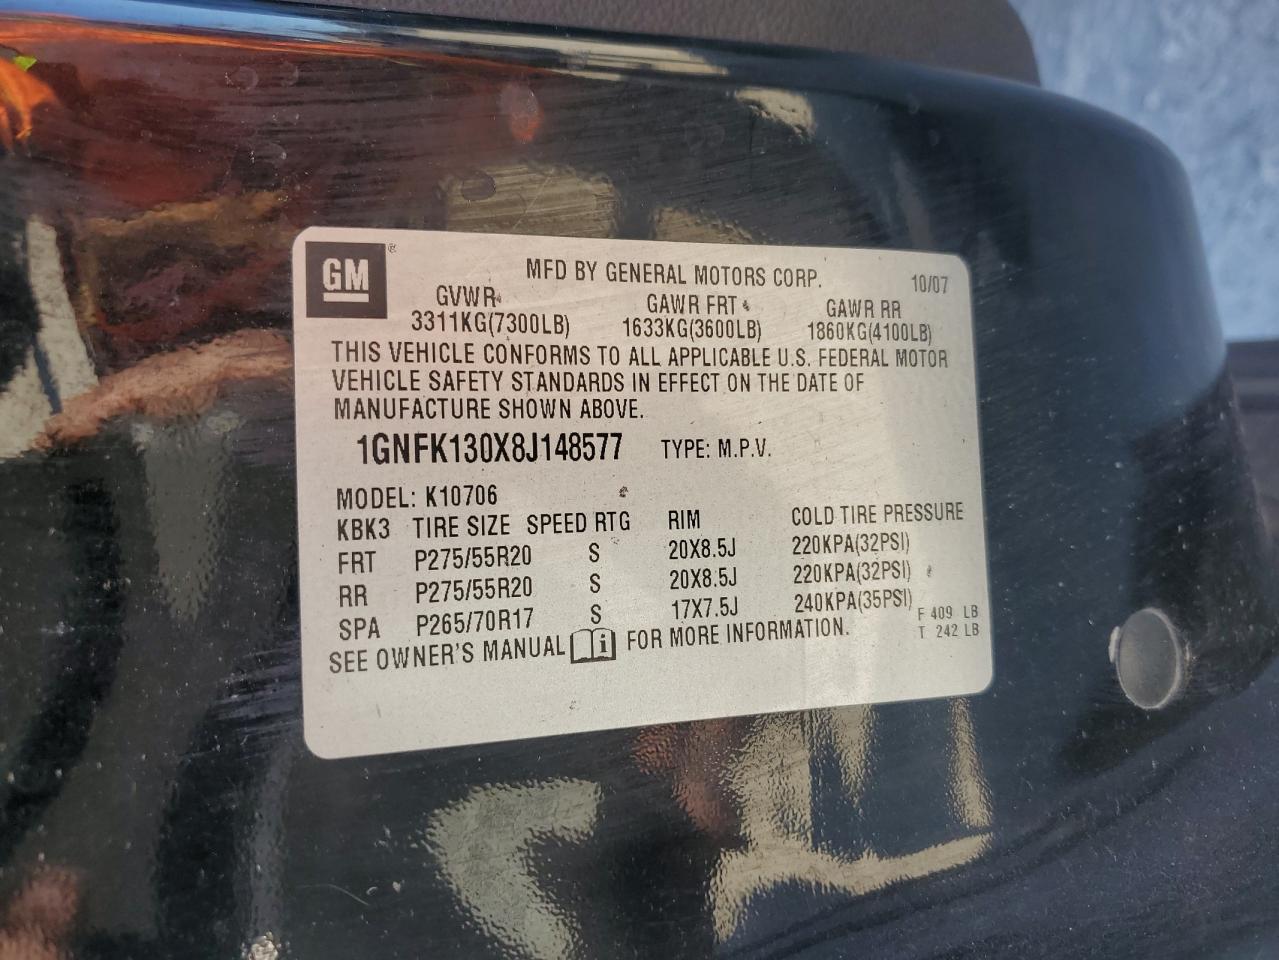 GM ®
MFD BY GENERAL MOTORS CORP. 10/07
GVWR GAWR FRT GAWR RR
3311KG(7300LB) 1633KG(3600LB) 1860KG(4100LB)
THIS VEHICLE CONFORMS TO ALL APPLICABLE U.S. FEDERAL MOTOR
VEHICLE SAFETY STANDARDS IN EFFECT ON THE DATE OF
MANUFACTURE SHOWN ABOVE.
1GNFK130X8J148577 TYPE: M.P.V.
MODEL: K10706
KBK3 TIRE SIZE SPEED RTG RIM COLD TIRE PRESSURE
FRT P275/55R20 S 20X8.5J 220KPA(32PSI)
RR P275/55R20 S 20X8.5J 220KPA(32PSI)
SPA P265/70R17 S 17X7.5J 240KPA(35PSI) F 409 LB
SEE OWNER'S MANUAL i FOR MORE INFORMATION. T 242 LB